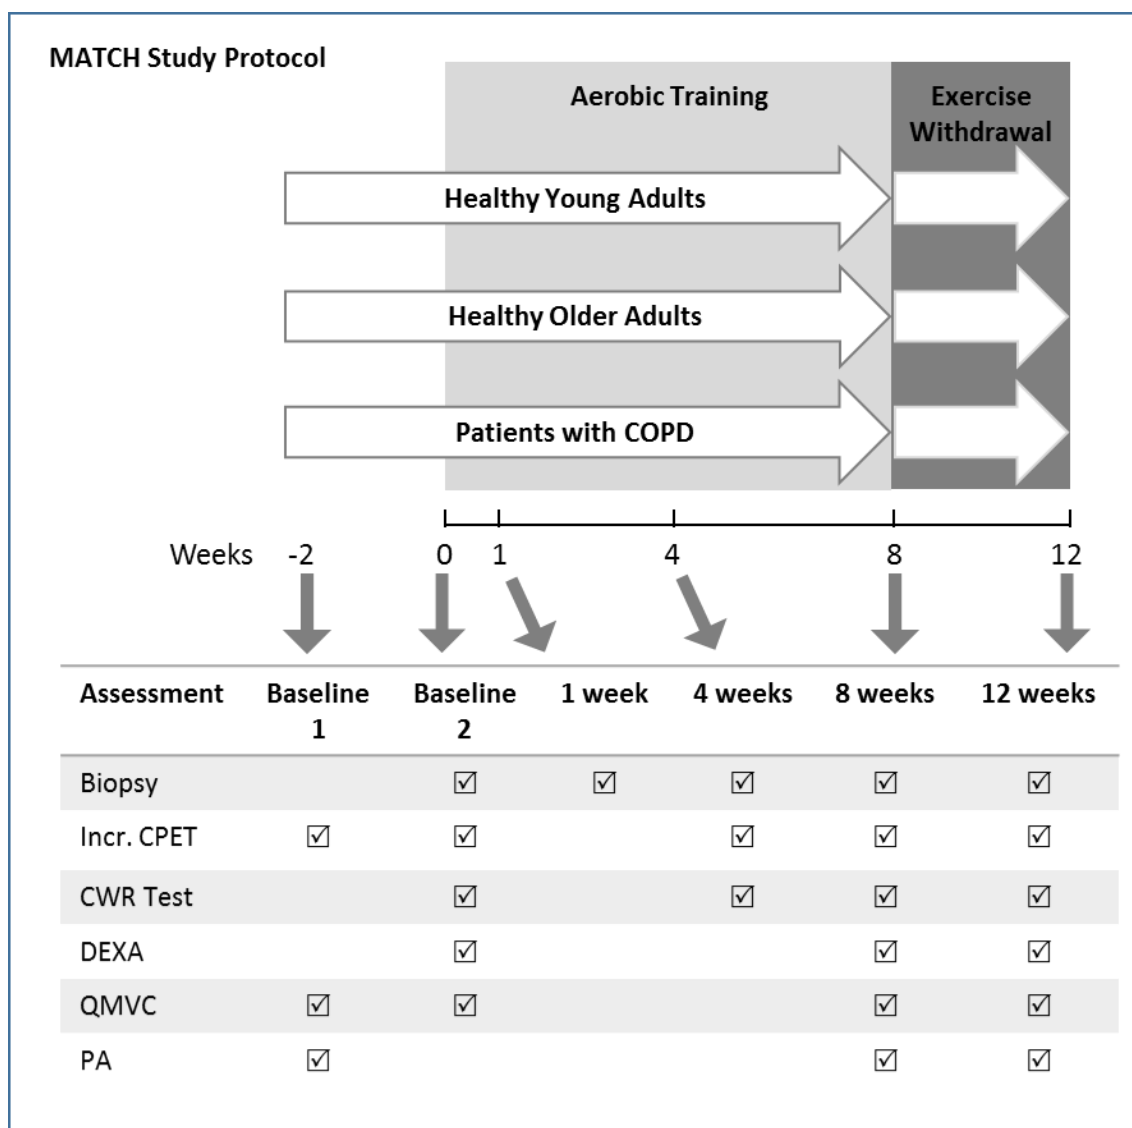 MATCH Study Protocol
Aerobic Training
Exercise
Withdrawal
Healthy Young Adults
Healthy Older Adults
Patients with COPD
Weeks -2 0 1 4 8 12
Assessment Baseline 1 Baseline 2 1 week 4 weeks 8 weeks 12 weeks
Biopsy ☑ ☑ ☑ ☑ ☑
Incr. CPET ☑ ☑ ☑ ☑ ☑
CWR Test ☑ ☑ ☑ ☑
DEXA ☑ ☑ ☑
QMVC ☑ ☑ ☑ ☑
PA ☑ ☑ ☑